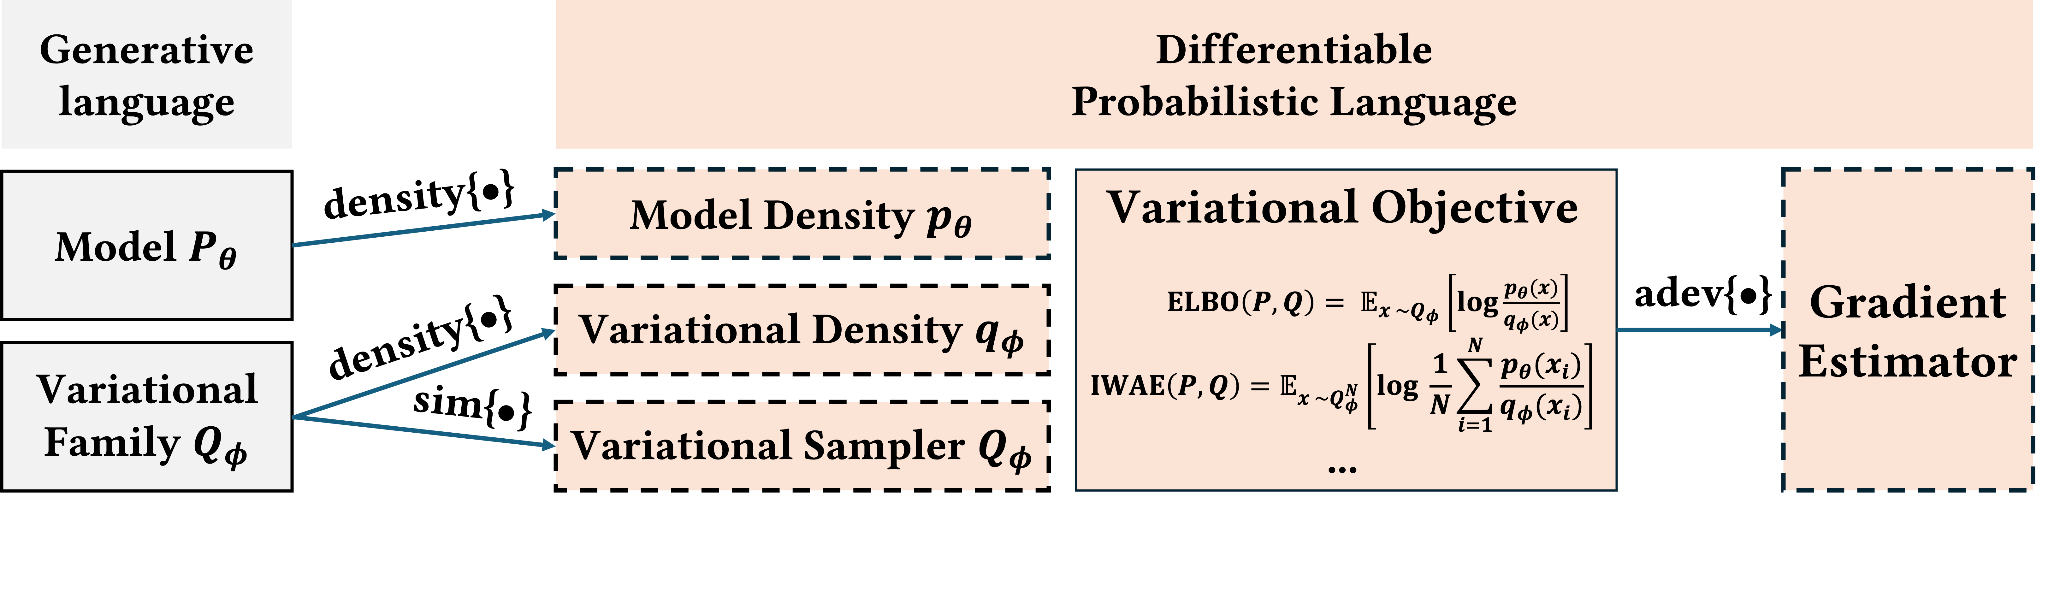 Generative
language
Differentiable
Probabilistic Language
Model P_θ
density{•}
Model Density p_θ
Variational
Family Q_ϕ
density{•}
Variational Density q_ϕ
sim{•}
Variational Sampler Q_ϕ
Variational Objective
ELBO(P, Q) = 𝔼_{x ~ Q_ϕ} [log p_θ(x) / q_ϕ(x)]
IWAE(P, Q) = 𝔼_{x ~ Q_ϕ^N} [log 1/N ∑_{i=1}^{N} p_θ(x_i) / q_ϕ(x_i)]
...
adev{•}
Gradient
Estimator